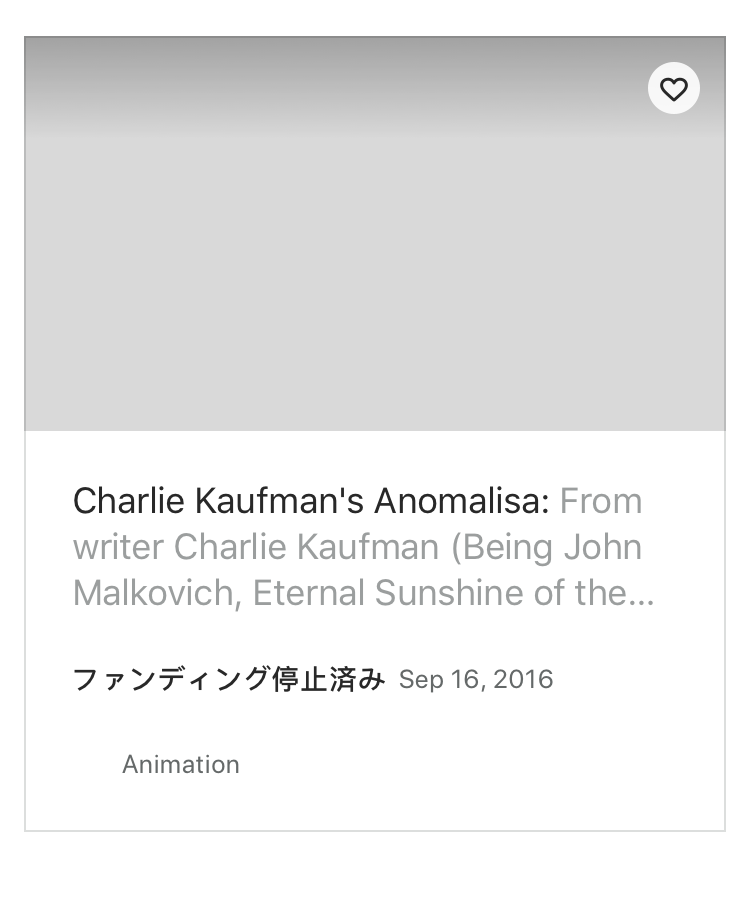 Charlie Kaufman's Anomalisa: From
writer Charlie Kaufman (Being John
Malkovich, Eternal Sunshine of the...
ファンディング停止済み Sep 16, 2016
Animation